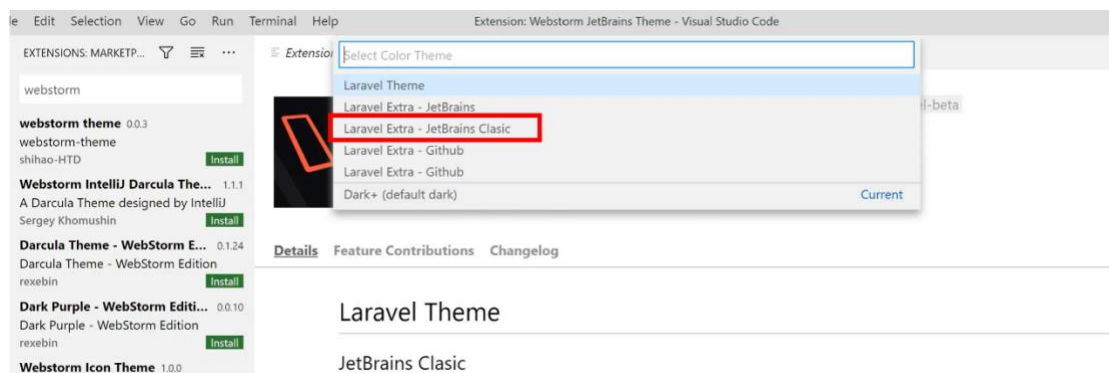 e Edit Selection View Go Run Terminal Help Extension: Webstorm JetBrains Theme - Visual Studio Code
EXTENSIONS: MARKETP...
webstorm
webstorm theme 0.0.3
webstorm-theme
shihao-HTD Install
Webstorm IntelliJ Darcula The... 1.1.1
A Darcula Theme designed by IntelliJ
Sergey Khomushin Install
Darcula Theme - WebStorm E... 0.1.24
Darcula Theme - WebStorm Edition
rexebin Install
Dark Purple - WebStorm Editi... 0.0.10
Dark Purple - WebStorm Edition
rexebin Install
Webstorm Icon Theme 1.0.0
Extension
Select Color Theme
Laravel Theme
Laravel Extra - JetBrains
Laravel Extra - JetBrains Clasic
Laravel Extra - Github
Laravel Extra - Github
Dark+ (default dark) Current
l-beta
Details Feature Contributions Changelog
Laravel Theme
JetBrains Clasic